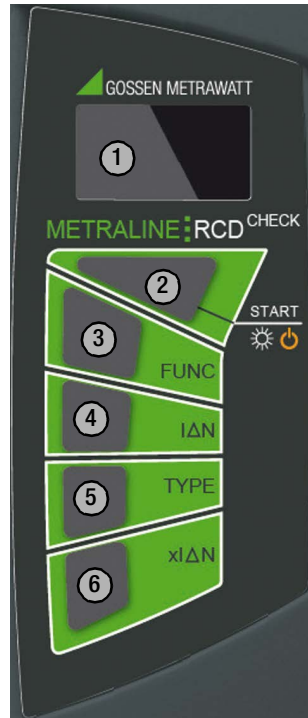 GOSSEN METRAWATT
1
METRALINE RCD CHECK
2
START
3
FUNC
4
IΔN
5
TYPE
6
xIΔN